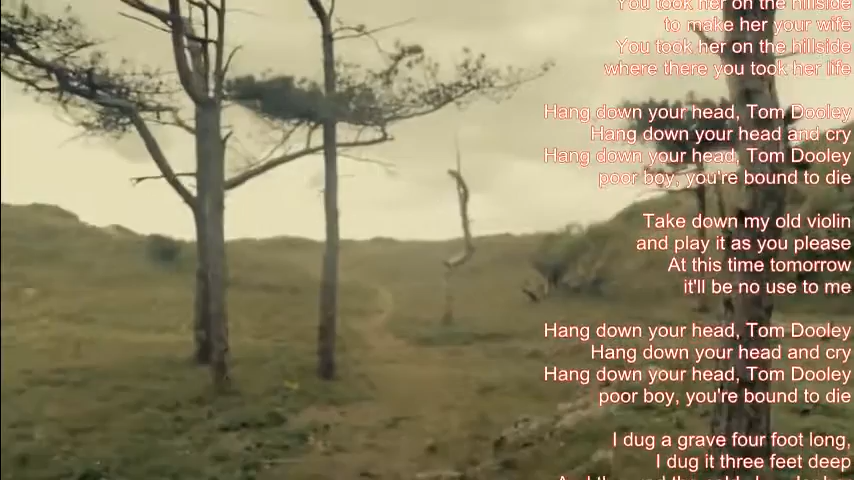 You took her on the hillside
to make her your wife
You took her on the hillside
where there you took her life
Hang down your head, Tom Dooley
Hang down your head and cry
Hang down your head, Tom Dooley
poor boy, you're bound to die
Take down my old violin
and play it as you please
At this time tomorrow
it'll be no use to me
Hang down your head, Tom Dooley
Hang down your head and cry
Hang down your head, Tom Dooley
poor boy, you're bound to die
I dug a grave four foot long,
I dug it three feet deep